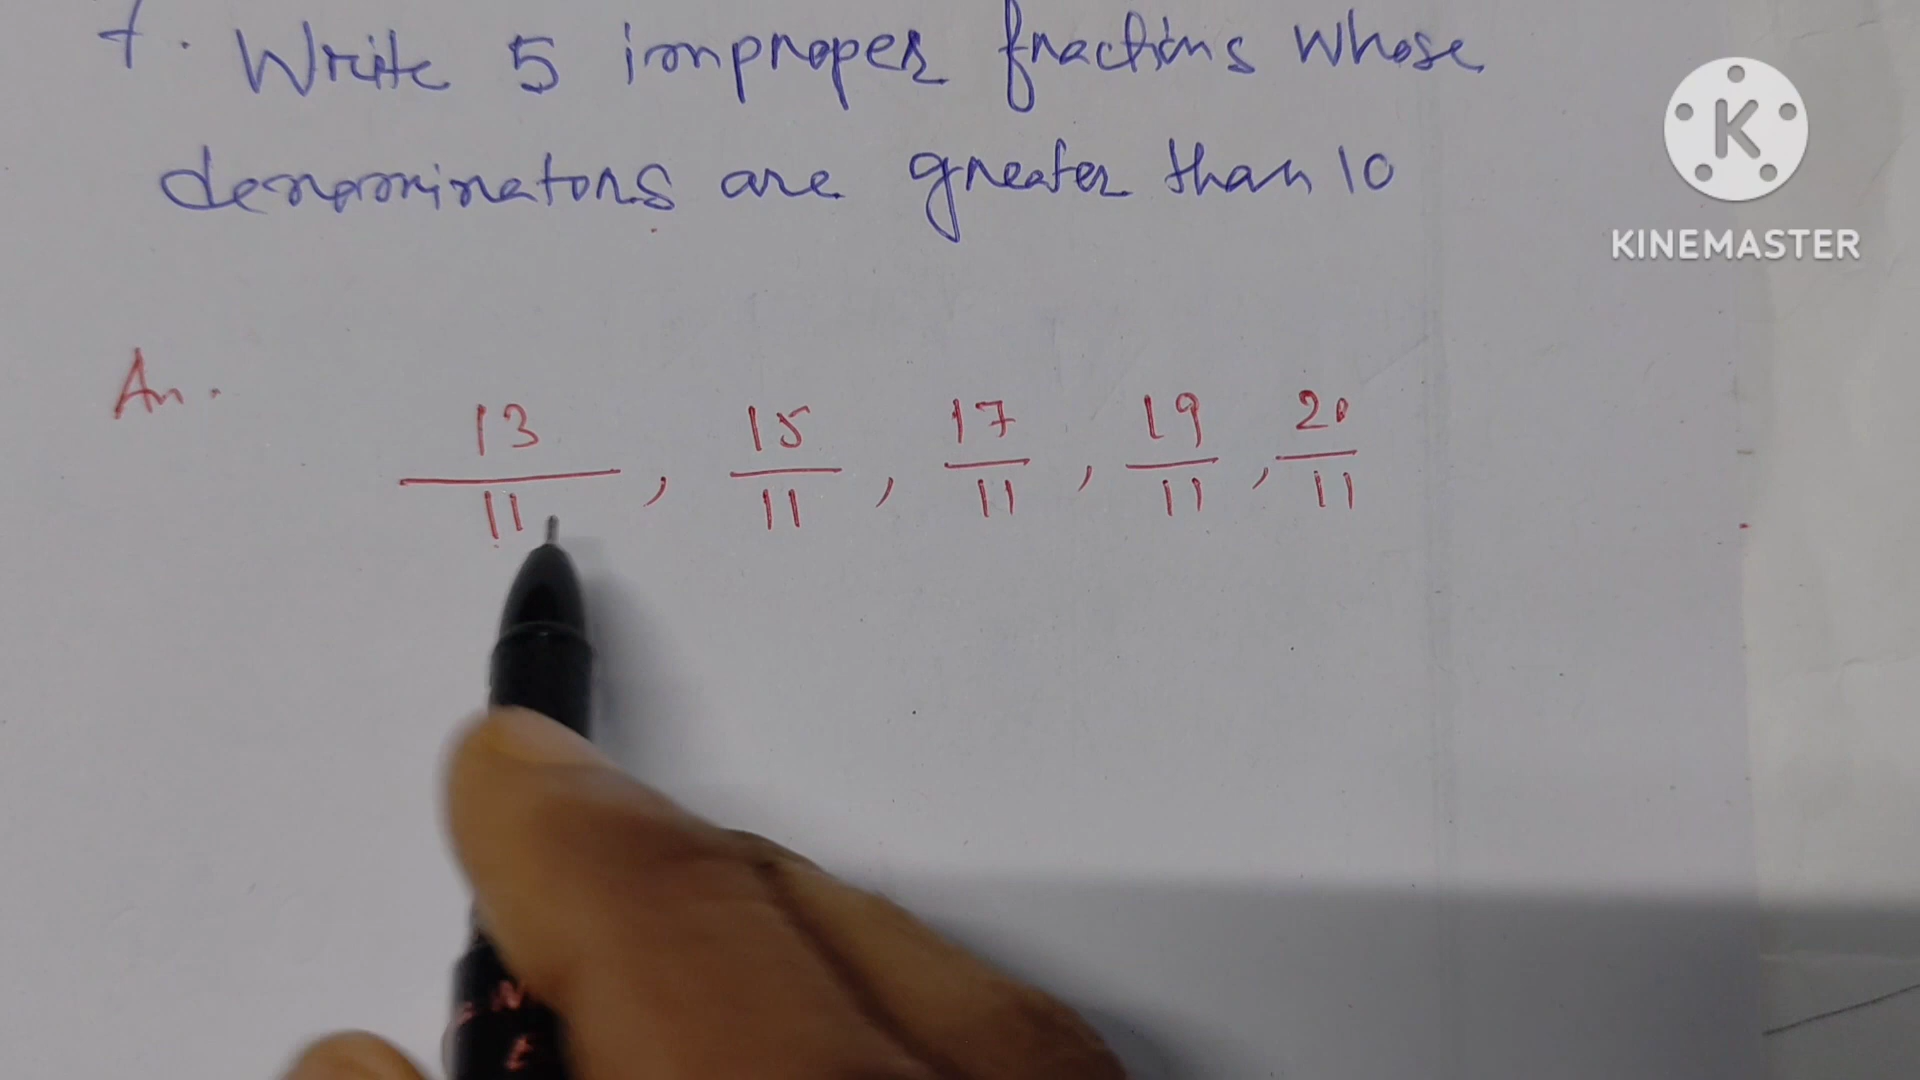 7. Write 5 improper fractions whose
denominators are greater than 10
K
KINEMASTER
An.
13/11, 15/11, 17/11, 19/11, 20/11